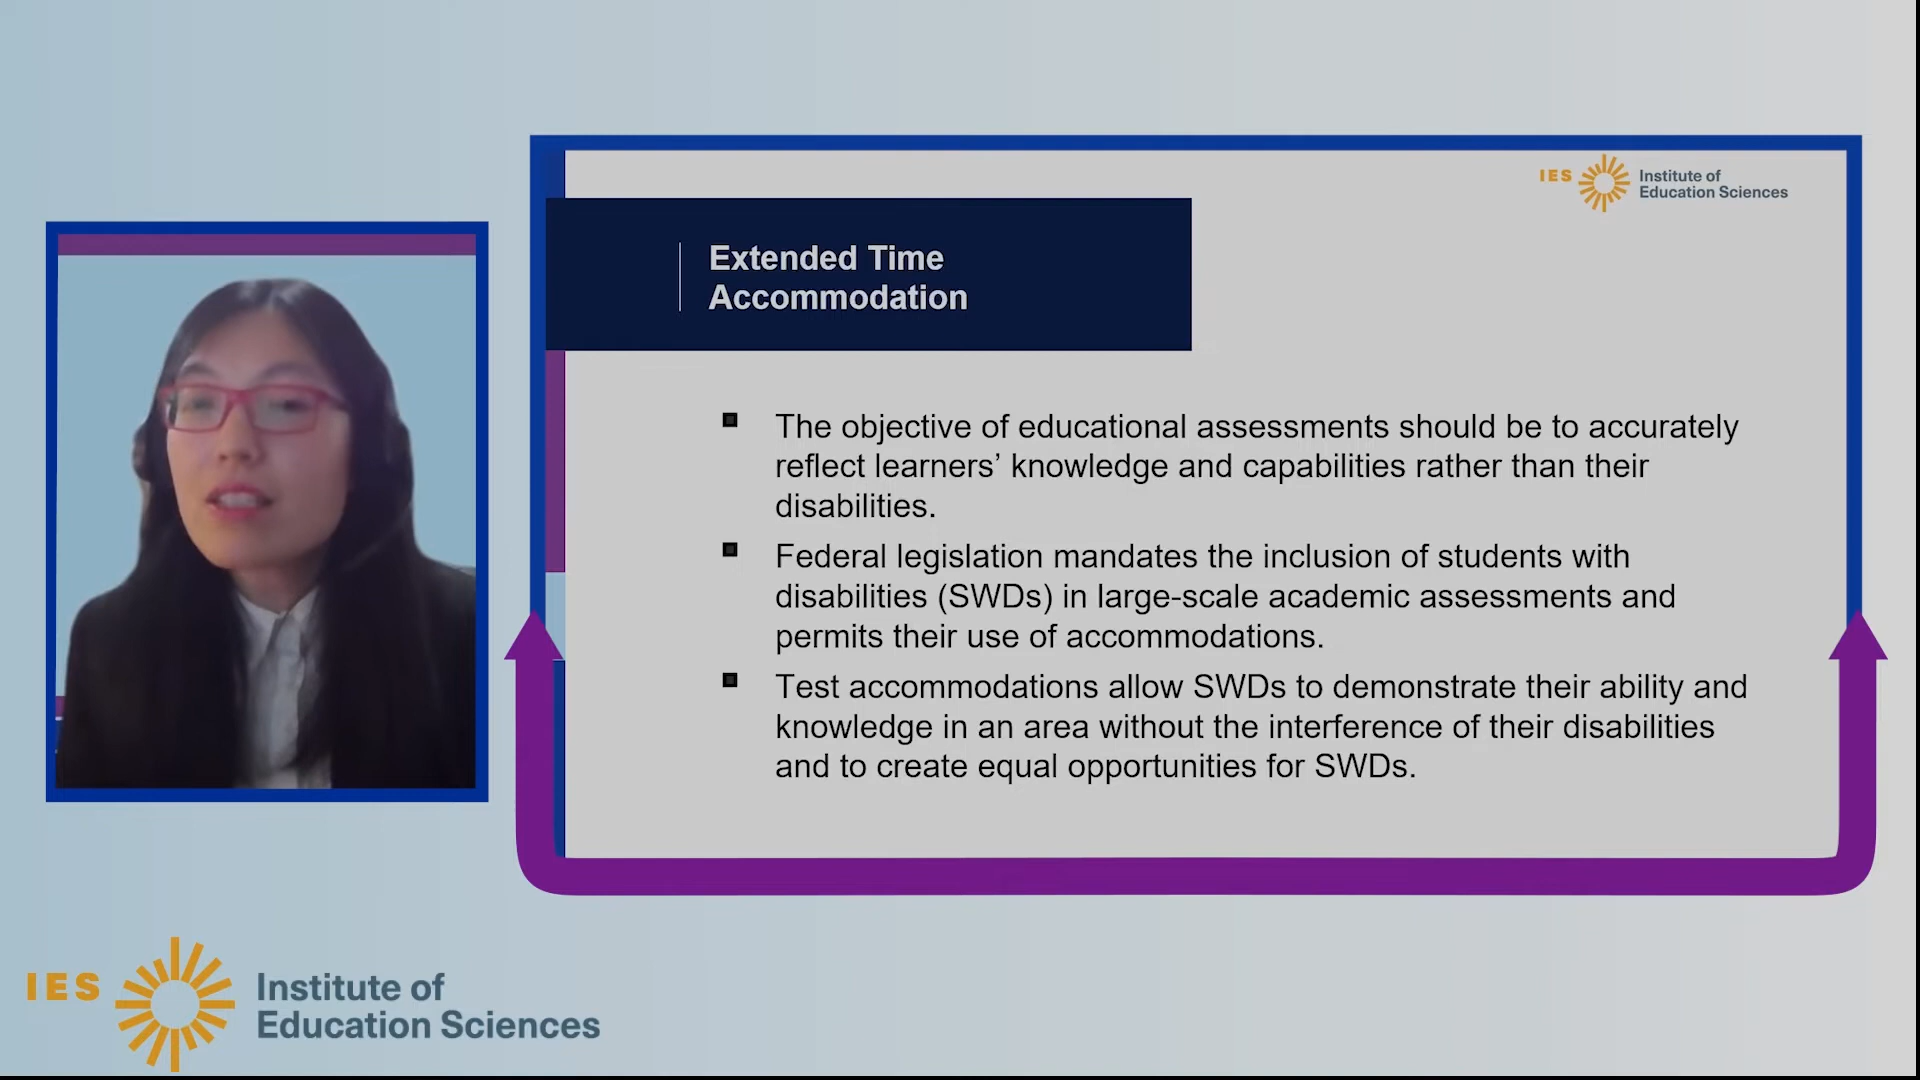 IES Institute of
Education Sciences
Extended Time
Accommodation
The objective of educational assessments should be to accurately
reflect learners’ knowledge and capabilities rather than their
disabilities.
Federal legislation mandates the inclusion of students with
disabilities (SWDs) in large-scale academic assessments and
permits their use of accommodations.
Test accommodations allow SWDs to demonstrate their ability and
knowledge in an area without the interference of their disabilities
and to create equal opportunities for SWDs.
IES Institute of
Education Sciences